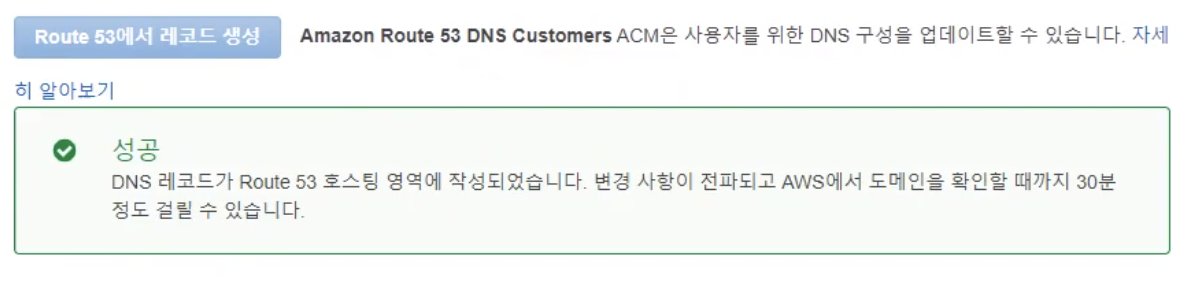 Route 53에서 레코드 생성 Amazon Route 53 DNS Customers ACM은 사용자를 위한 DNS 구성을 업데이트할 수 있습니다. 자세
히 알아보기
성공
DNS 레코드가 Route 53 호스팅 영역에 작성되었습니다. 변경 사항이 전파되고 AWS에서 도메인을 확인할 때까지 30분
정도 걸릴 수 있습니다.